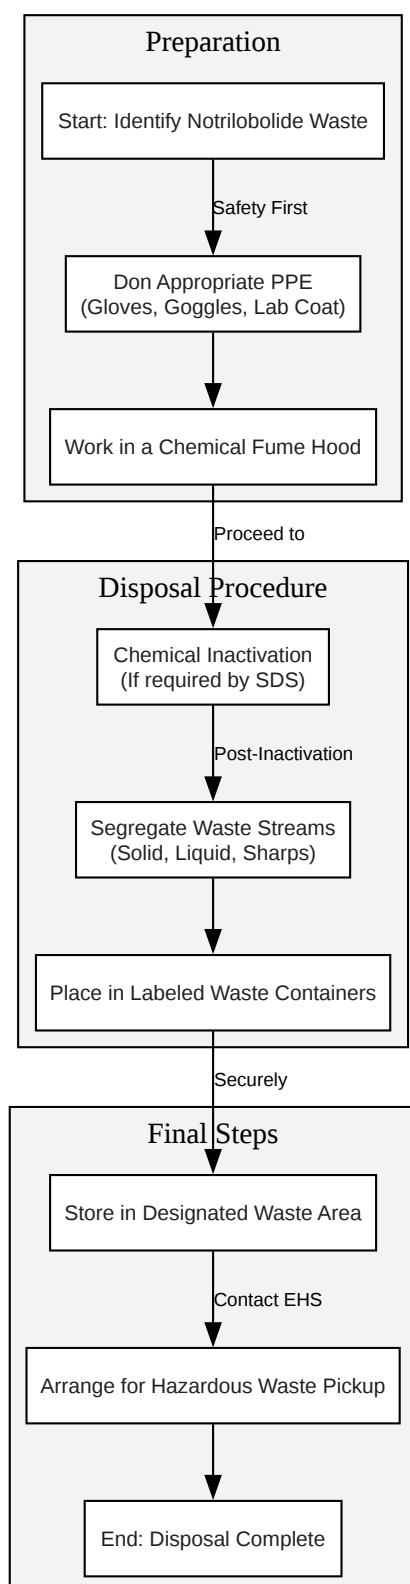 Preparation
Start: Identify Notrilobolide Waste
Safety First
Don Appropriate PPE
(Gloves, Goggles, Lab Coat)
Work in a Chemical Fume Hood
Proceed to
Disposal Procedure
Chemical Inactivation
(If required by SDS)
Post-Inactivation
Segregate Waste Streams
(Solid, Liquid, Sharps)
Place in Labeled Waste Containers
Securely
Final Steps
Store in Designated Waste Area
Contact EHS
Arrange for Hazardous Waste Pickup
End: Disposal Complete